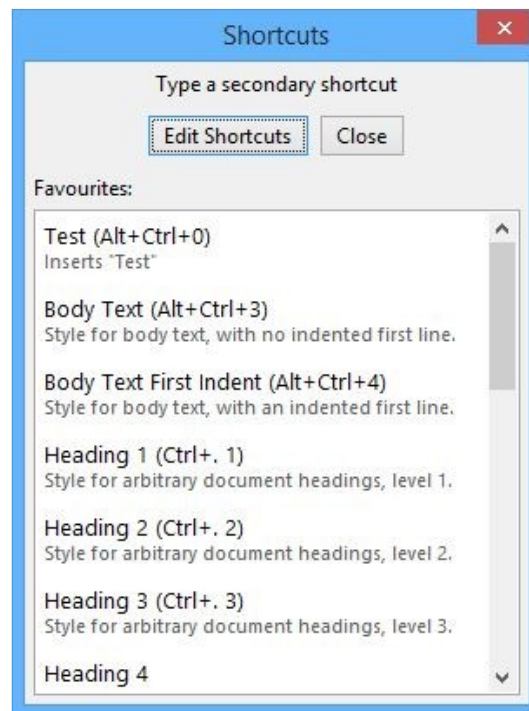 Shortcuts
Type a secondary shortcut
Edit Shortcuts Close
Favourites:
Test (Alt+Ctrl+0)
Inserts "Test"
Body Text (Alt+Ctrl+3)
Style for body text, with no indented first line.
Body Text First Indent (Alt+Ctrl+4)
Style for body text, with an indented first line.
Heading 1 (Ctrl+. 1)
Style for arbitrary document headings, level 1.
Heading 2 (Ctrl+. 2)
Style for arbitrary document headings, level 2.
Heading 3 (Ctrl+. 3)
Style for arbitrary document headings, level 3.
Heading 4